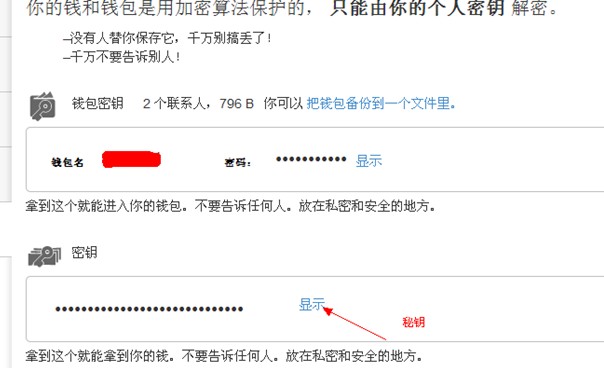 你的钱和钱包是用加密算法保护的， 只能由你的个人密钥 解密。
–没有人替你保存它，千万别搞丢了！
–千万不要告诉别人！
钱包密钥 2 个联系人，796 B 你可以 把钱包备份到一个文件里。
钱包名 密码： ••••••••••• 显示
拿到这个就能进入你的钱包。不要告诉任何人。放在私密和安全的地方。
密钥
••••••••••••••••••••••••••••• 显示
秘钥
拿到这个就能拿到你的钱。不要告诉任何人。放在私密和安全的地方。